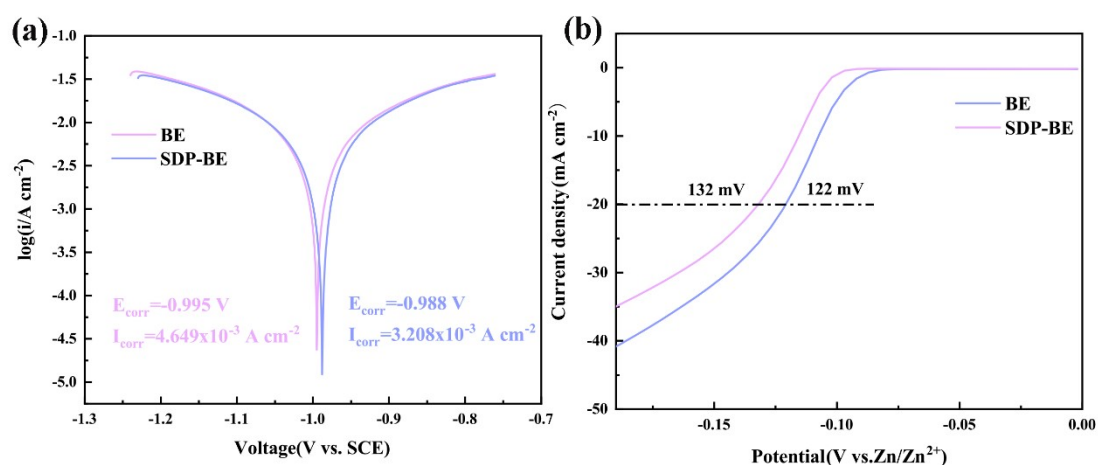 (a)
-1.0
-1.5
-2.0
-2.5
-3.0
-3.5
-4.0
-4.5
-5.0
log(i/A cm⁻²)
BE
SDP-BE
E_corr=-0.995 V
I_corr=4.649x10⁻³ A cm⁻²
E_corr=-0.988 V
I_corr=3.208x10⁻³ A cm⁻²
-1.3 -1.2 -1.1 -1.0 -0.9 -0.8 -0.7
Voltage(V vs. SCE)
(b)
0
-10
-20
-30
-40
-50
Current density(mA cm⁻²)
BE
SDP-BE
132 mV 122 mV
-0.15 -0.10 -0.05 0.00
Potential(V vs.Zn/Zn²⁺)